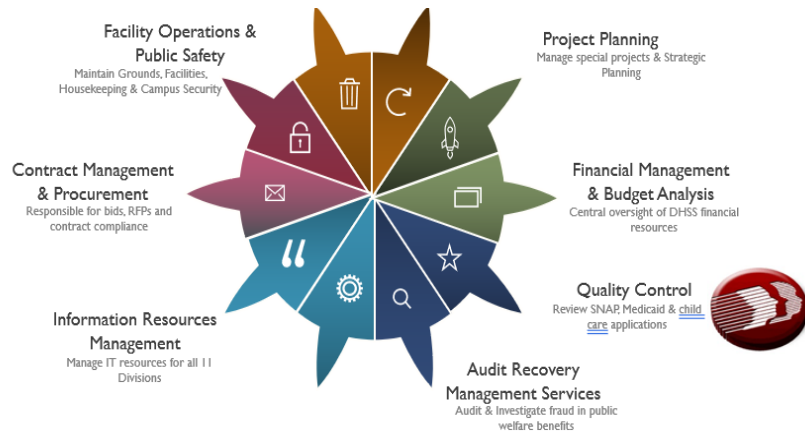 Facility Operations &
Public Safety
Maintain Grounds, Facilities,
Housekeeping & Campus Security
Project Planning
Manage special projects & Strategic
Planning
Contract Management
& Procurement
Responsible for bids, RFPs and
contract compliance
Financial Management
& Budget Analysis
Central oversight of DHSS financial
resources
Quality Control
Review SNAP, Medicaid & child
care applications
Information Resources
Management
Manage IT resources for all 11
Divisions
Audit Recovery
Management Services
Audit & Investigate fraud in public
welfare benefits